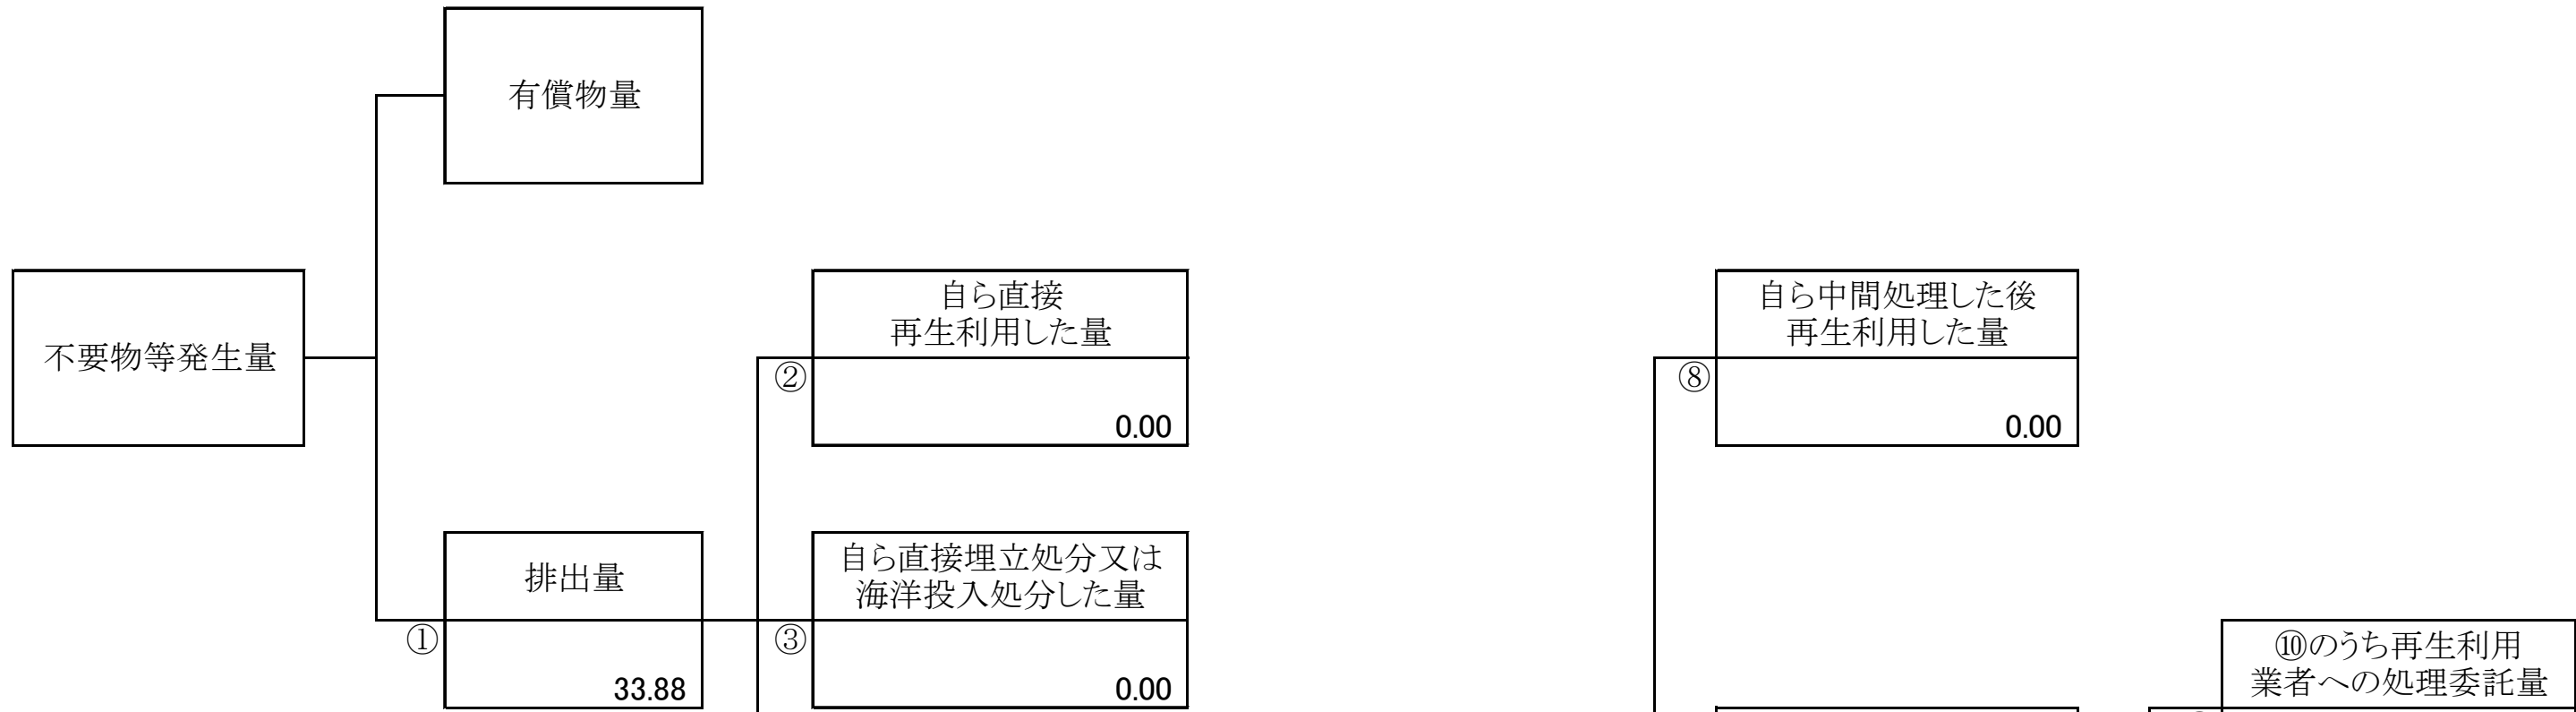 有償物量
不要物等発生量
自ら直接
再生利用した量
②
0.00
自ら中間処理した後
再生利用した量
⑧
0.00
排出量
①
33.88
自ら直接埋立処分又は
海洋投入処分した量
③
0.00
⑩のうち再生利用
業者への処理委託量